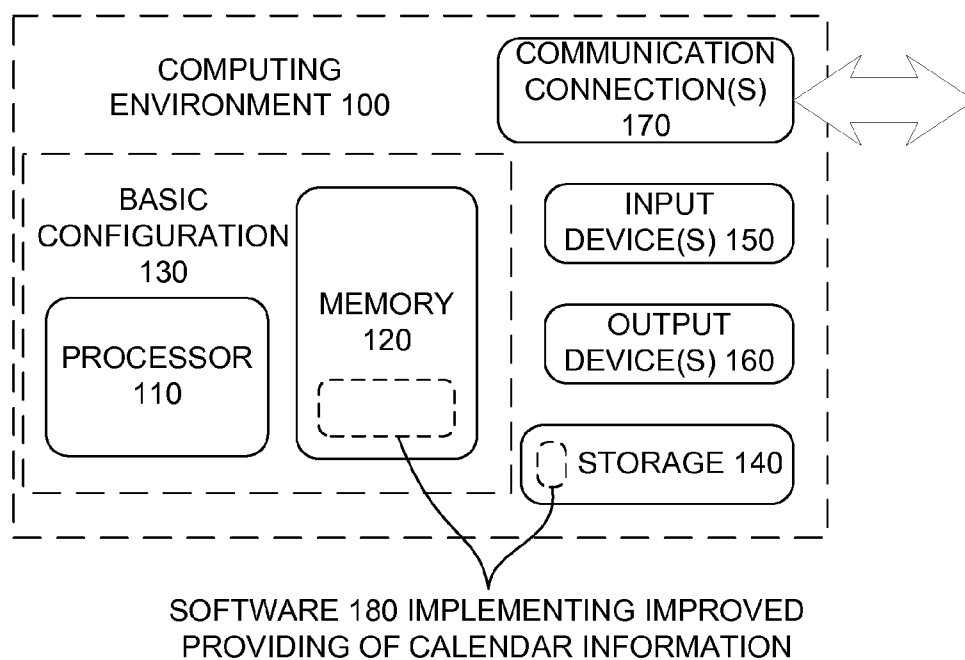 COMPUTING
ENVIRONMENT 100
COMMUNICATION
CONNECTION(S)
170
BASIC
CONFIGURATION
130
PROCESSOR
110
MEMORY
120
INPUT
DEVICE(S) 150
OUTPUT
DEVICE(S) 160
STORAGE 140
SOFTWARE 180 IMPLEMENTING IMPROVED
PROVIDING OF CALENDAR INFORMATION